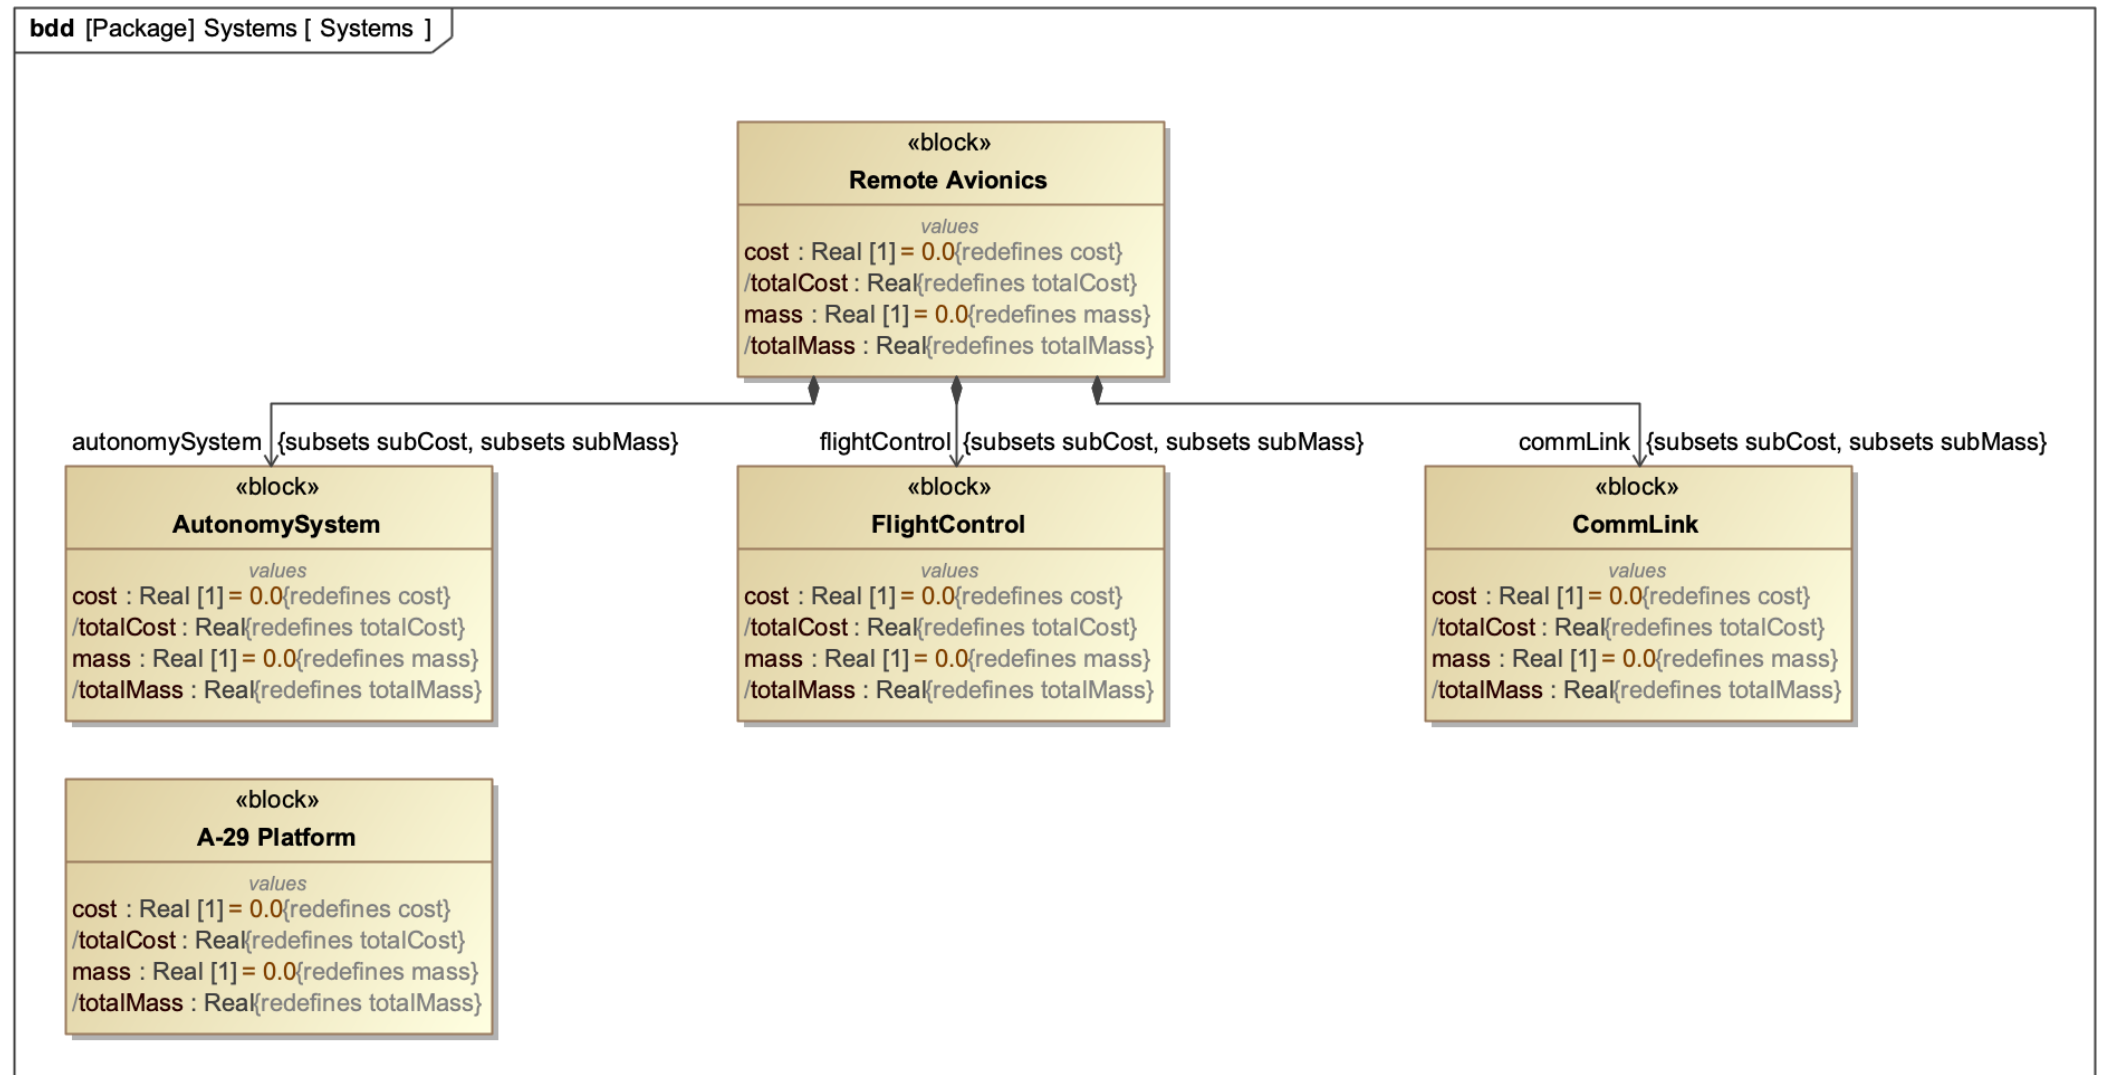 bdd [Package] Systems [ Systems ]
«block»
Remote Avionics
values
cost : Real [1] = 0.0{redefines cost}
/totalCost : Real{redefines totalCost}
mass : Real [1] = 0.0{redefines mass}
/totalMass : Real{redefines totalMass}
autonomySystem {subsets subCost, subsets subMass}
flightControl {subsets subCost, subsets subMass}
commLink {subsets subCost, subsets subMass}
«block»
AutonomySystem
values
cost : Real [1] = 0.0{redefines cost}
/totalCost : Real{redefines totalCost}
mass : Real [1] = 0.0{redefines mass}
/totalMass : Real{redefines totalMass}
«block»
FlightControl
values
cost : Real [1] = 0.0{redefines cost}
/totalCost : Real{redefines totalCost}
mass : Real [1] = 0.0{redefines mass}
/totalMass : Real{redefines totalMass}
«block»
CommLink
values
cost : Real [1] = 0.0{redefines cost}
/totalCost : Real{redefines totalCost}
mass : Real [1] = 0.0{redefines mass}
/totalMass : Real{redefines totalMass}
«block»
A-29 Platform
values
cost : Real [1] = 0.0{redefines cost}
/totalCost : Real{redefines totalCost}
mass : Real [1] = 0.0{redefines mass}
/totalMass : Real{redefines totalMass}